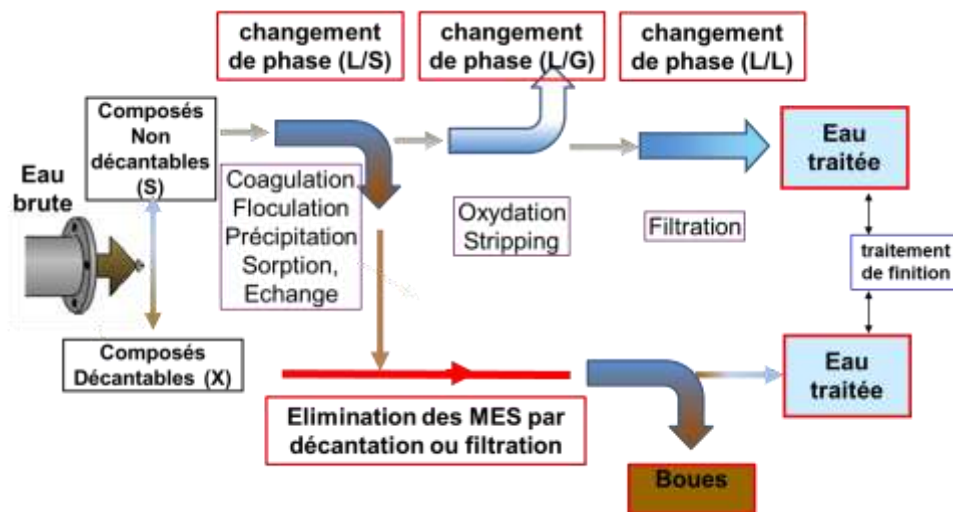 changement
de phase (L/S)
changement
de phase (L/G)
changement
de phase (L/L)
Composés
Non
décantables
(S)
Eau
brute
Coagulation
Floculation
Précipitation
Sorption,
Echange
Oxydation
Stripping
Filtration
Eau
traitée
traitement
de finition
Composés
Décantables (X)
Elimination des MES par
décantation ou filtration
Eau
traitée
Boues